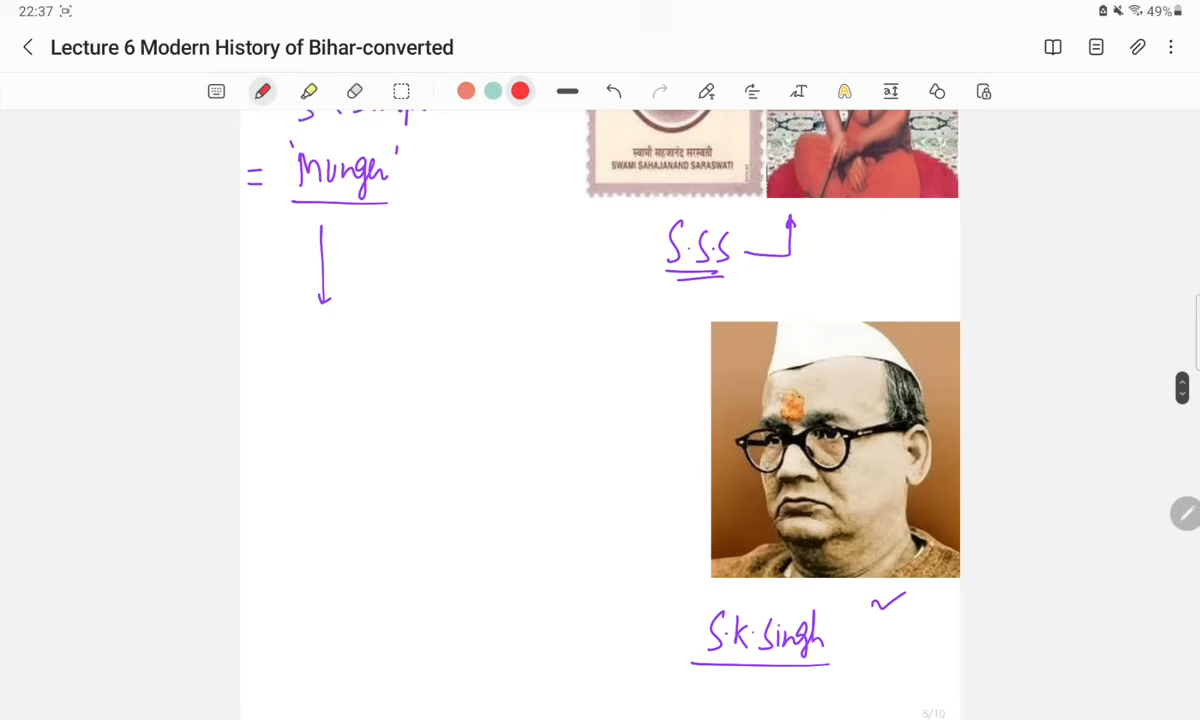 22:37 49%
Lecture 6 Modern History of Bihar-converted
= 'Munger'
स्वामी सहजानंद सरस्वती
SWAMI SAHAJANAND SARASWATI
S.S.S
S.K.Singh
5/10